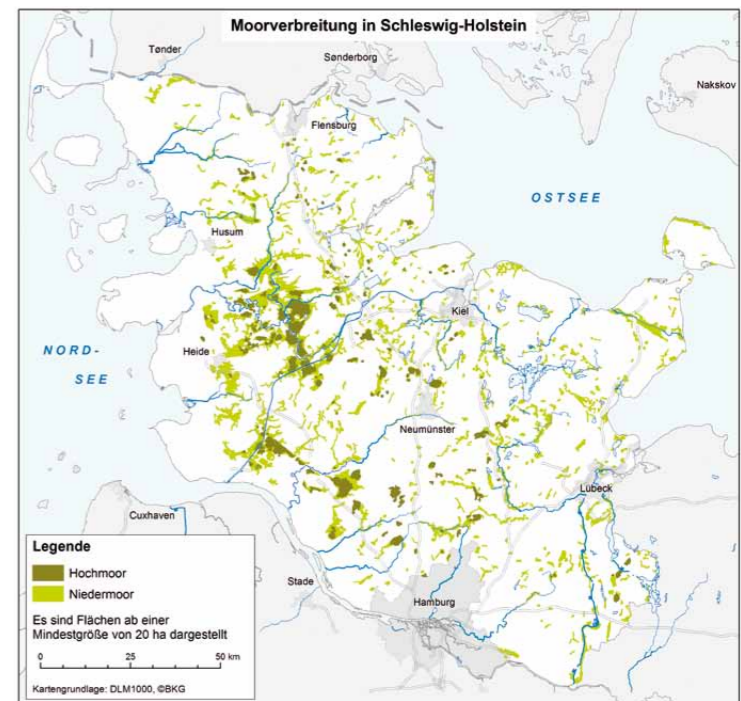 Moorverbreitung in Schleswig-Holstein
Tønder
Sønderborg
Nakskov
Flensburg
OSTSEE
Husum
Kiel
NORD-
SEE
Heide
Neumünster
Lübeck
Cuxhaven
Stade
Hamburg
Legende
Hochmoor
Niedermoor
Es sind Flächen ab einer
Mindestgröße von 20 ha dargestellt
0 25 50 km
Kartengrundlage: DLM1000, ©BKG